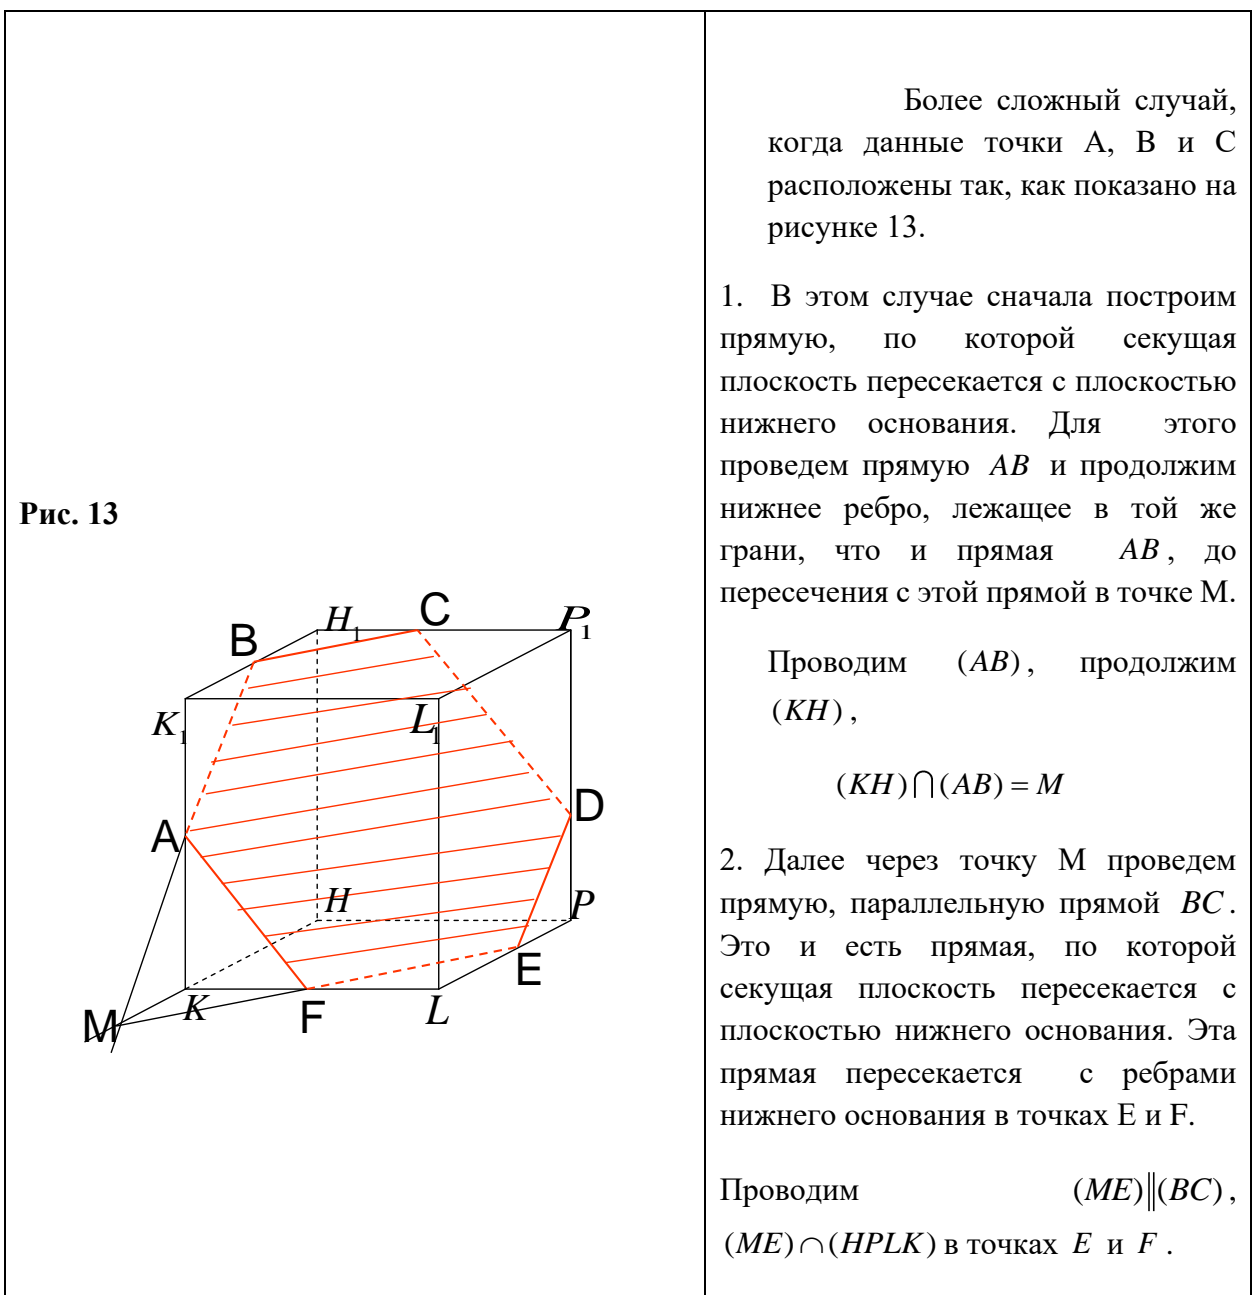 Рис. 13
B
H₁
C
P₁
K₁
L₁
A
D
H
P
E
M
K
F
L
Более сложный случай,
когда данные точки А, В и С
расположены так, как показано на
рисунке 13.
1. В этом случае сначала построим
прямую, по которой секущая
плоскость пересекается с плоскостью
нижнего основания. Для этого
проведем прямую AB и продолжим
нижнее ребро, лежащее в той же
грани, что и прямая AB , до
пересечения с этой прямой в точке М.
Проводим (AB), продолжим
(KH),
(KH)⋂(AB) = M
2. Далее через точку М проведем
прямую, параллельную прямой BC.
Это и есть прямая, по которой
секущая плоскость пересекается с
плоскостью нижнего основания. Эта
прямая пересекается с ребрами
нижнего основания в точках Е и F.
Проводим (ME)∥(BC),
(ME)∩(HPLK) в точках E и F .